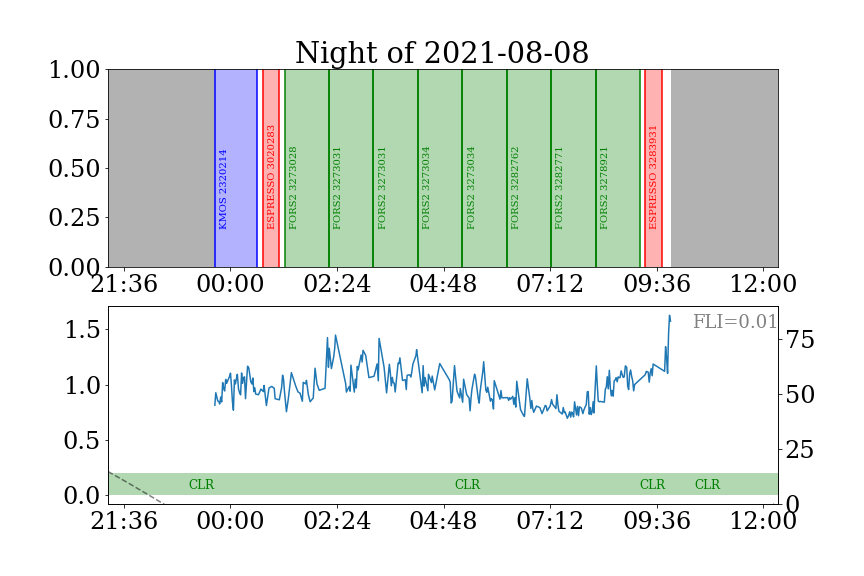 Night of 2021-08-08
1.00
0.75
0.50
0.25
0.00
KMOS 2320214
ESPRESSO 3020283
FORS2 3273028
FORS2 3273031
FORS2 3273031
FORS2 3273034
FORS2 3273034
FORS2 3282762
FORS2 3282771
FORS2 3278921
ESPRESSO 3283931
21:36 00:00 02:24 04:48 07:12 09:36 12:00
FLI=0.01
1.5
1.0
0.5
0.0
75
50
25
0
CLR CLR CLR CLR
21:36 00:00 02:24 04:48 07:12 09:36 12:00